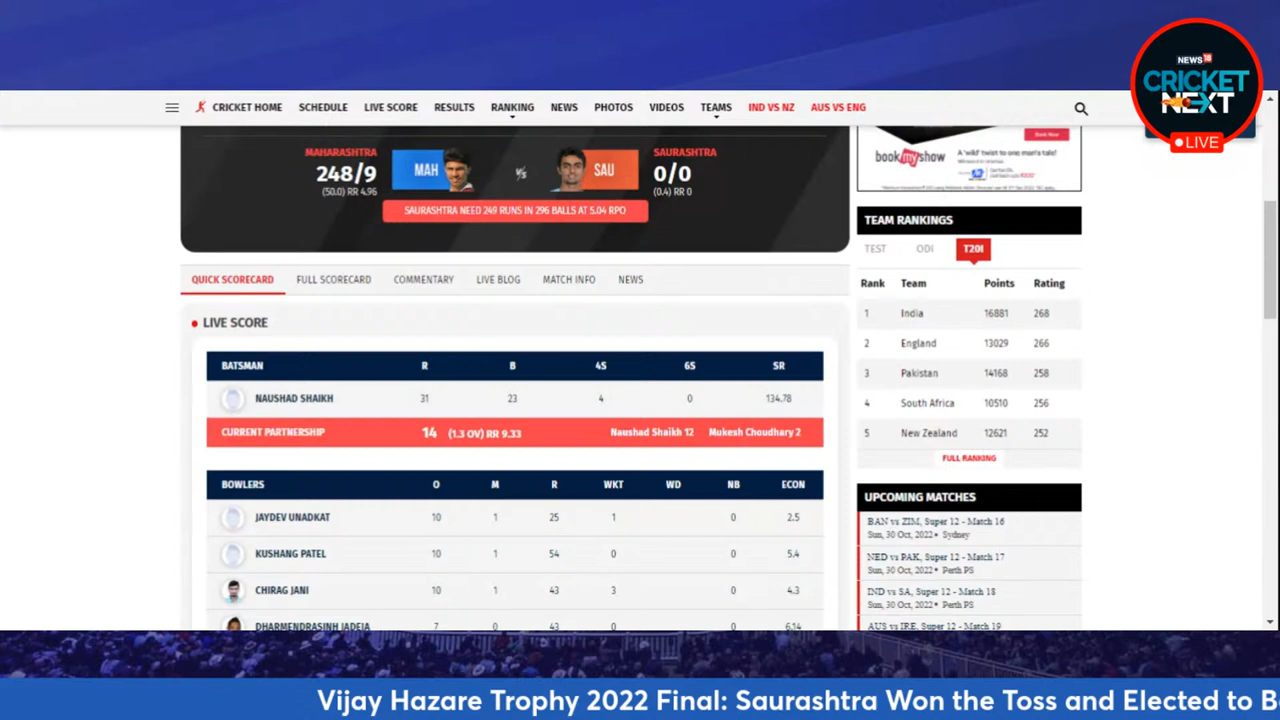 NEWS18
CRICKET
NEXT
LIVE
CRICKET HOME SCHEDULE LIVE SCORE RESULTS RANKING NEWS PHOTOS VIDEOS TEAMS IND VS NZ AUS VS ENG
MAHARASHTRA
248/9
(50.0) RR 4.96
MAH
VS
SAU
SAURASHTRA
0/0
(0.4) RR 0
SAURASHTRA NEED 249 RUNS IN 296 BALLS AT 5.04 RPO
Book Now
bookmyshow
A 'wild' twist to one man's tale!
QUICK SCORECARD FULL SCORECARD COMMENTARY LIVE BLOG MATCH INFO NEWS
LIVE SCORE
BATSMAN R B 4S 6S SR
NAUSHAD SHAIKH 31 23 4 0 134.78
CURRENT PARTNERSHIP 14 (1.3 OV) RR 9.33 Naushad Shaikh 12 Mukesh Choudhary 2
BOWLERS O M R WKT WD NB ECON
JAYDEV UNADKAT 10 1 25 1 0 2.5
KUSHANG PATEL 10 1 54 0 0 5.4
CHIRAG JANI 10 1 43 3 0 4.3
DHARMENDRASINH JADEJA 7 0 43 0 0 6.14
TEAM RANKINGS
TEST ODI T20I
Rank Team Points Rating
1 India 16881 268
2 England 13029 266
3 Pakistan 14168 258
4 South Africa 10510 256
5 New Zealand 12621 252
FULL RANKING
UPCOMING MATCHES
BAN vs ZIM, Super 12 - Match 16
Sun, 30 Oct, 2022• Sydney
NED vs PAK, Super 12 - Match 17
Sun, 30 Oct, 2022• Perth PS
IND vs SA, Super 12 - Match 18
Sun, 30 Oct, 2022• Perth PS
AUS vs IRE, Super 12 - Match 19
Vijay Hazare Trophy 2022 Final: Saurashtra Won the Toss and Elected to B